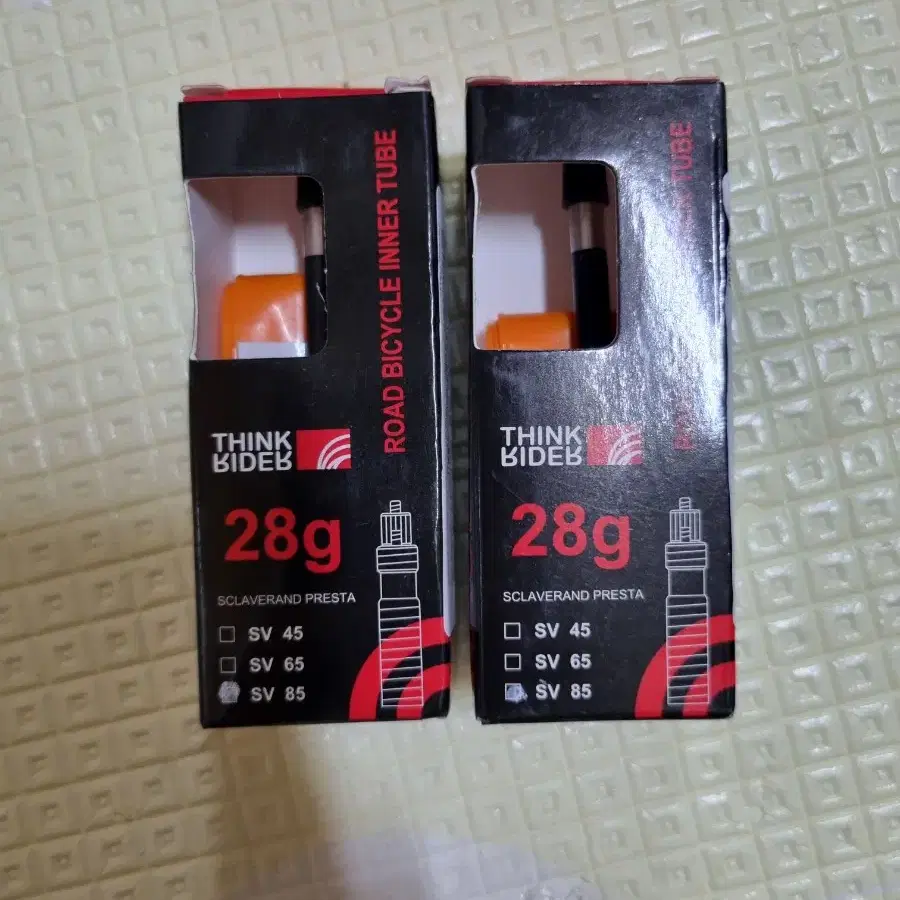 ROAD BICYCLE INNER TUBE
THINK
RIDER
28g
SCLAVERAND PRESTA
SV 45
SV 65
SV 85
TUBE
THINK
RIDER
28g
SCLAVERAND PRESTA
SV 45
SV 65
SV 85